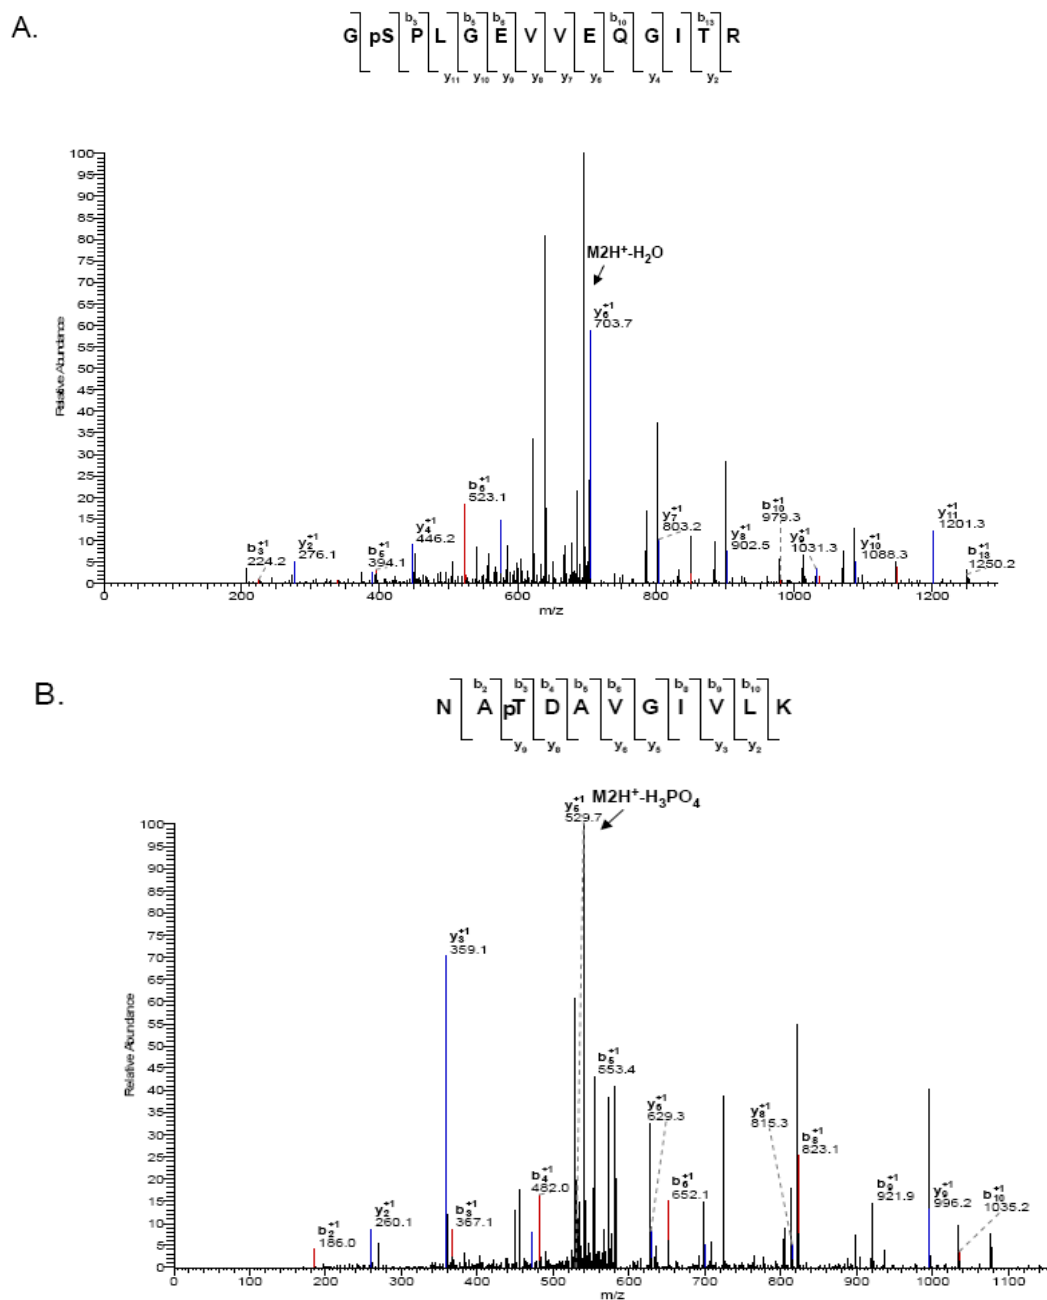 A.
b3 b5 b6 b10 b13
G pS P L G E V V E Q G I T R
y11 y10 y9 y8 y7 y6 y4 y2
100
95
90
85
80
75
70
65
60
55
50
45
40
35
30
25
20
15
10
5
0
Relative Abundance
M2H+-H2O
y6+1
703.7
b6+1
523.1
b3+1
224.2
y2+1
276.1
b5+1
394.1
y4+1
446.2
y7+1
803.2
y8+1
902.5
b10+1
979.3
y9+1
1031.3
y10+1
1088.3
y11+1
1201.3
b13+1
1250.2
0 200 400 600 800 1000 1200
m/z
B.
b2 b3 b4 b5 b6 b8 b9 b10
N A pT D A V G I V L K
y9 y8 y6 y5 y3 y2
100
95
90
85
80
75
70
65
60
55
50
45
40
35
30
25
20
15
10
5
0
Relative Abundance
y5+1
529.7
M2H+-H3PO4
y3+1
359.1
b5+1
553.4
b2+1
186.0
y2+1
260.1
b3+1
367.1
b4+1
482.0
y6+1
629.3
b6+1
652.1
y8+1
815.3
b8+1
823.1
b9+1
921.9
y9+1
996.2
b10+1
1035.2
0 100 200 300 400 500 600 700 800 900 1000 1100
m/z